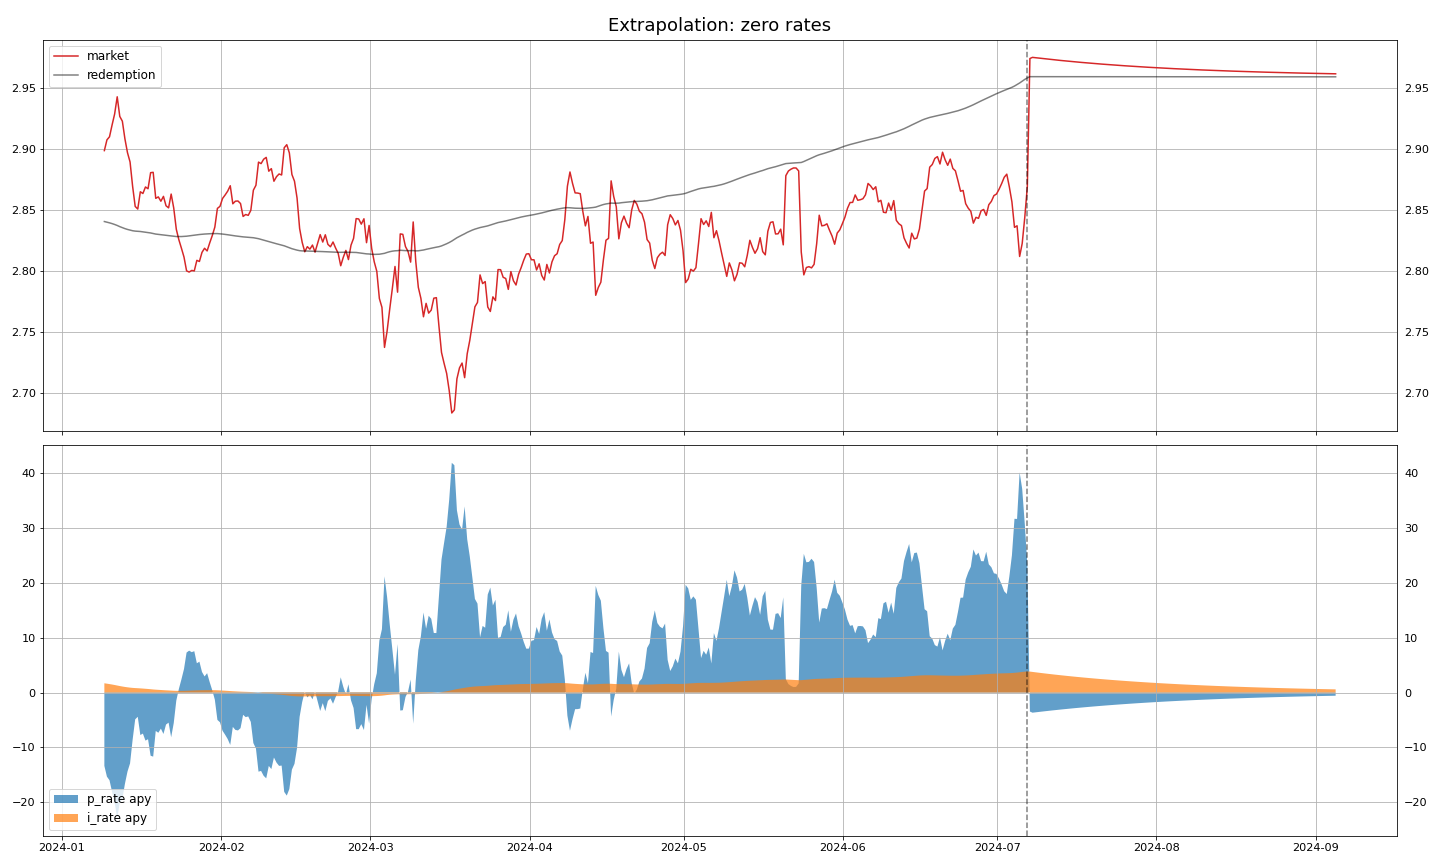 Extrapolation: zero rates
market
redemption
2.95 2.95
2.90 2.90
2.85 2.85
2.80 2.80
2.75 2.75
2.70 2.70
40 40
30 30
20 20
10 10
0 0
−10 −10
−20 −20
p_rate apy
i_rate apy
2024-01 2024-02 2024-03 2024-04 2024-05 2024-06 2024-07 2024-08 2024-09